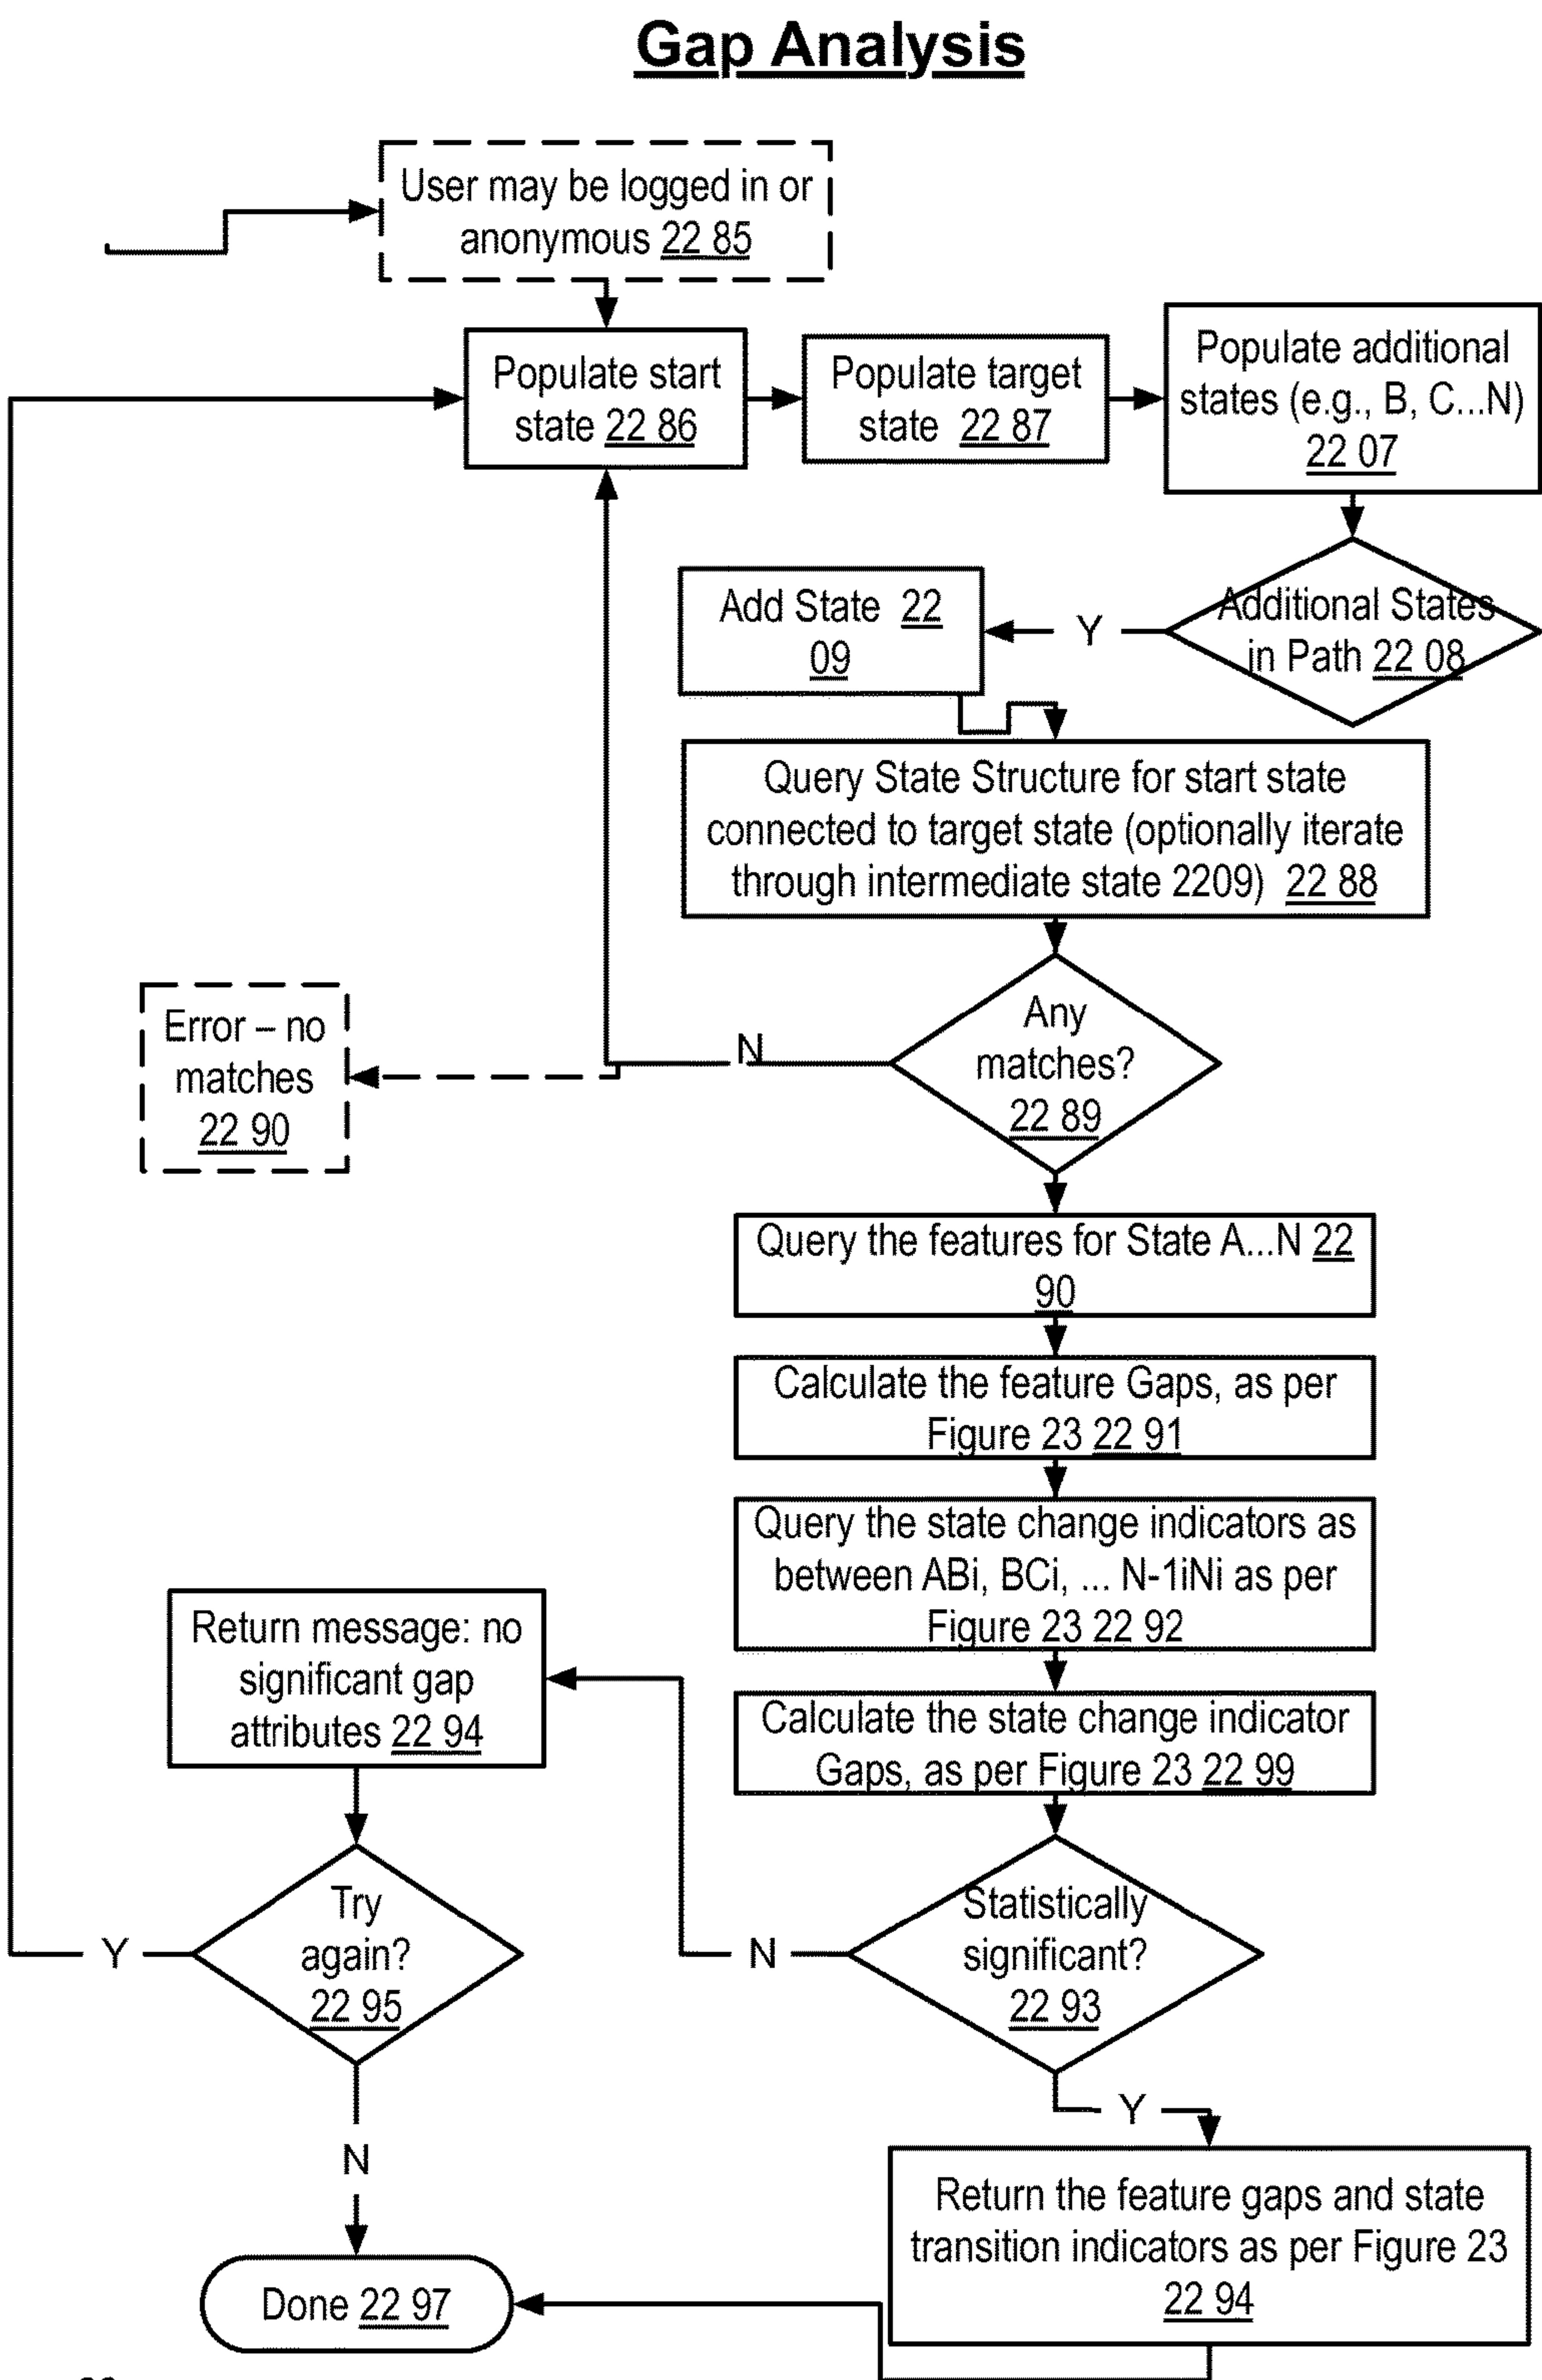 Gap Analysis
User may be logged in or
anonymous 22 85
Populate start
state 22 86
Populate target
state 22 87
Populate additional
states (e.g., B, C...N)
22 07
Additional States
in Path 22 08
Y
Add State 22
09
Query State Structure for start state
connected to target state (optionally iterate
through intermediate state 2209) 22 88
Any
matches?
22 89
N
Error – no
matches
22 90
Query the features for State A...N 22
90
Calculate the feature Gaps, as per
Figure 23 22 91
Query the state change indicators as
between ABi, BCi, ... N-1iNi as per
Figure 23 22 92
Calculate the state change indicator
Gaps, as per Figure 23 22 99
Statistically
significant?
22 93
N
Return message: no
significant gap
attributes 22 94
Try
again?
22 95
Y
N
Y
Return the feature gaps and state
transition indicators as per Figure 23
22 94
Done 22 97